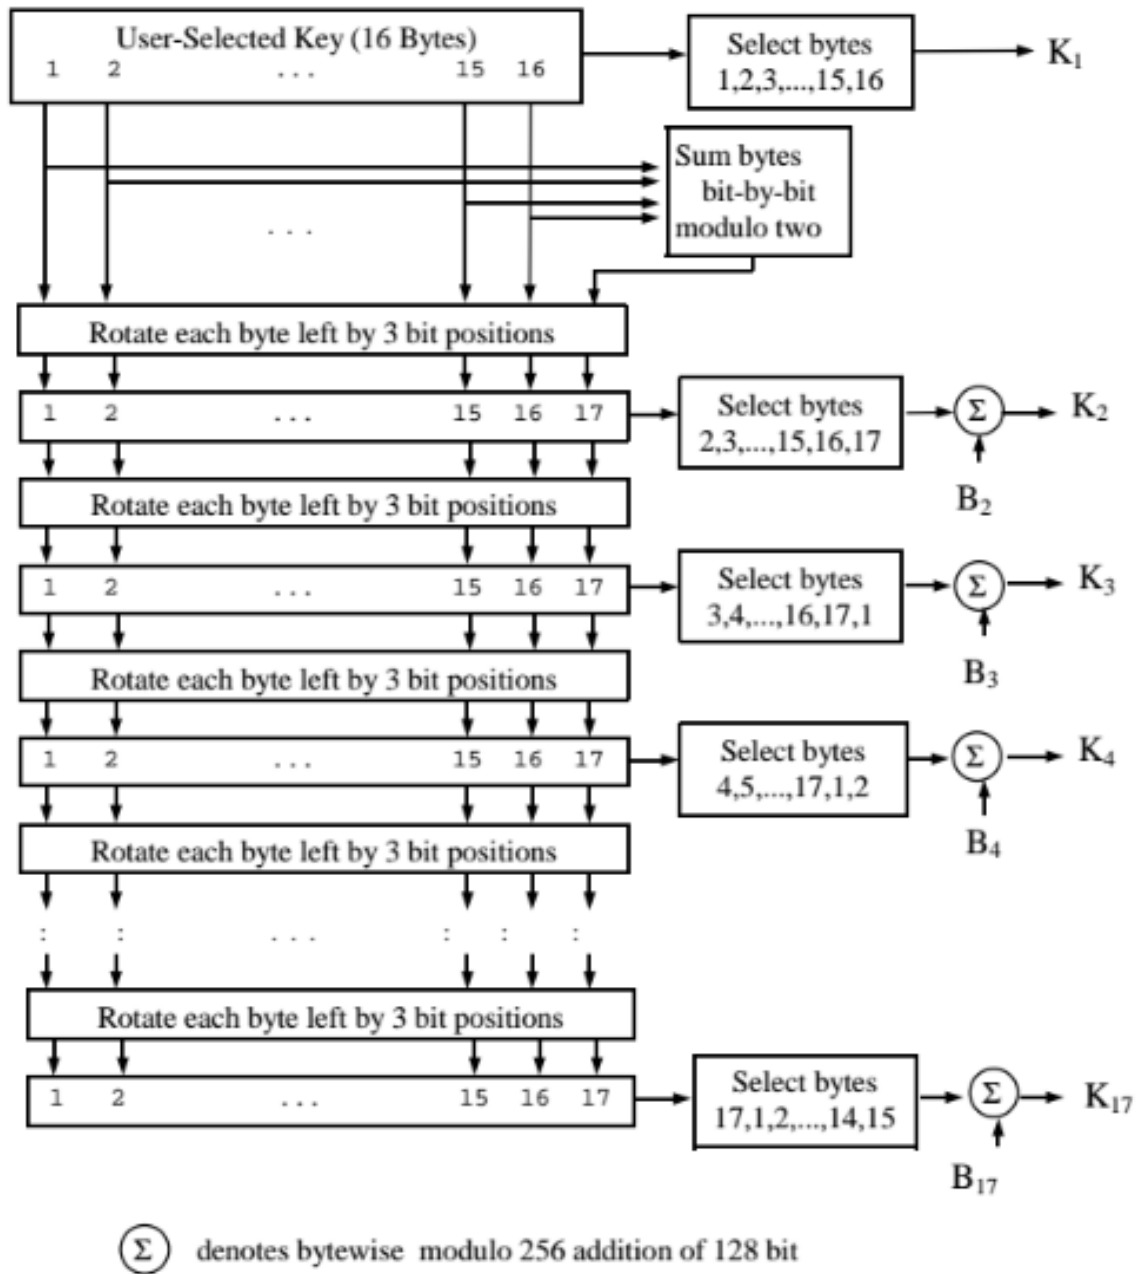 User-Selected Key (16 Bytes)
1 2 ... 15 16
Select bytes
1,2,3,...,15,16
K₁
Sum bytes
bit-by-bit
modulo two
...
Rotate each byte left by 3 bit positions
1 2 ... 15 16 17
Select bytes
2,3,...,15,16,17
Σ
K₂
B₂
Rotate each byte left by 3 bit positions
1 2 ... 15 16 17
Select bytes
3,4,...,16,17,1
Σ
K₃
B₃
Rotate each byte left by 3 bit positions
1 2 ... 15 16 17
Select bytes
4,5,...,17,1,2
Σ
K₄
B₄
Rotate each byte left by 3 bit positions
: : ... : : :
Rotate each byte left by 3 bit positions
1 2 ... 15 16 17
Select bytes
17,1,2,...,14,15
Σ
K₁₇
B₁₇
Σ denotes bytewise modulo 256 addition of 128 bit